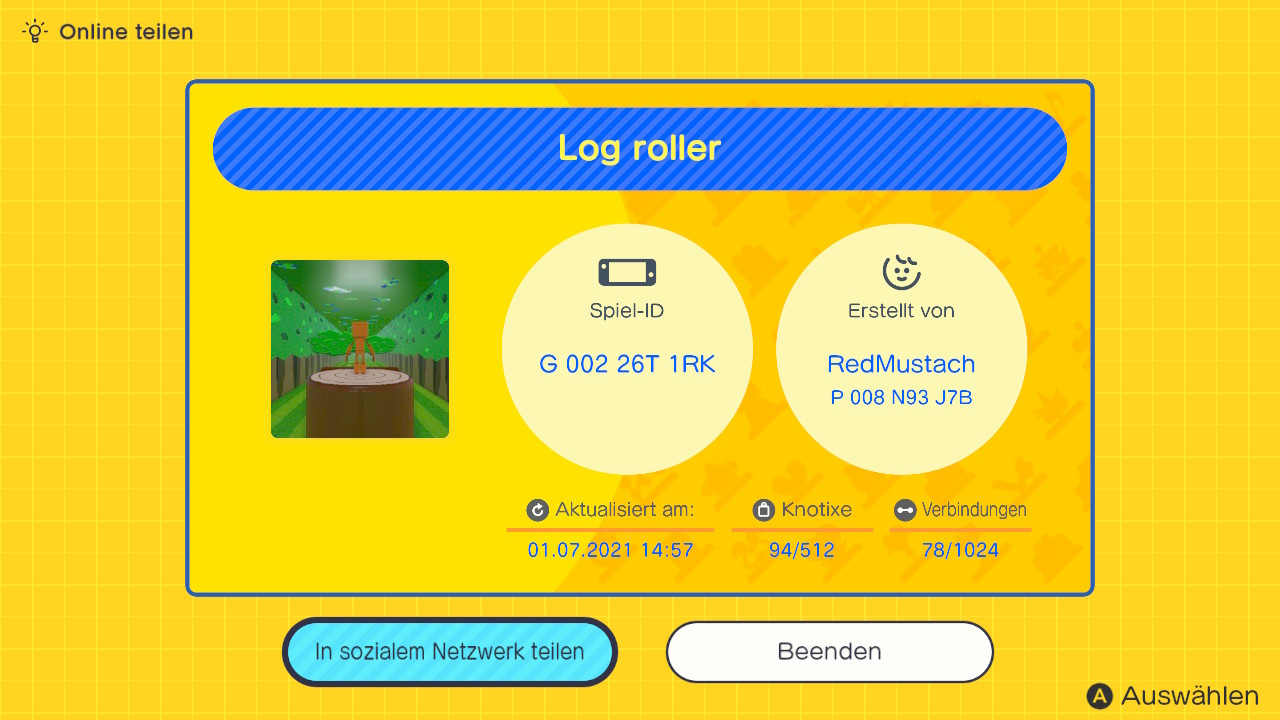 Online teilen
Log roller
Spiel-ID
G 002 26T 1RK
Erstellt von
RedMustach
P 008 N93 J7B
Aktualisiert am:
01.07.2021 14:57
Knotixe
94/512
Verbindungen
78/1024
In sozialem Netzwerk teilen
Beenden
A Auswählen